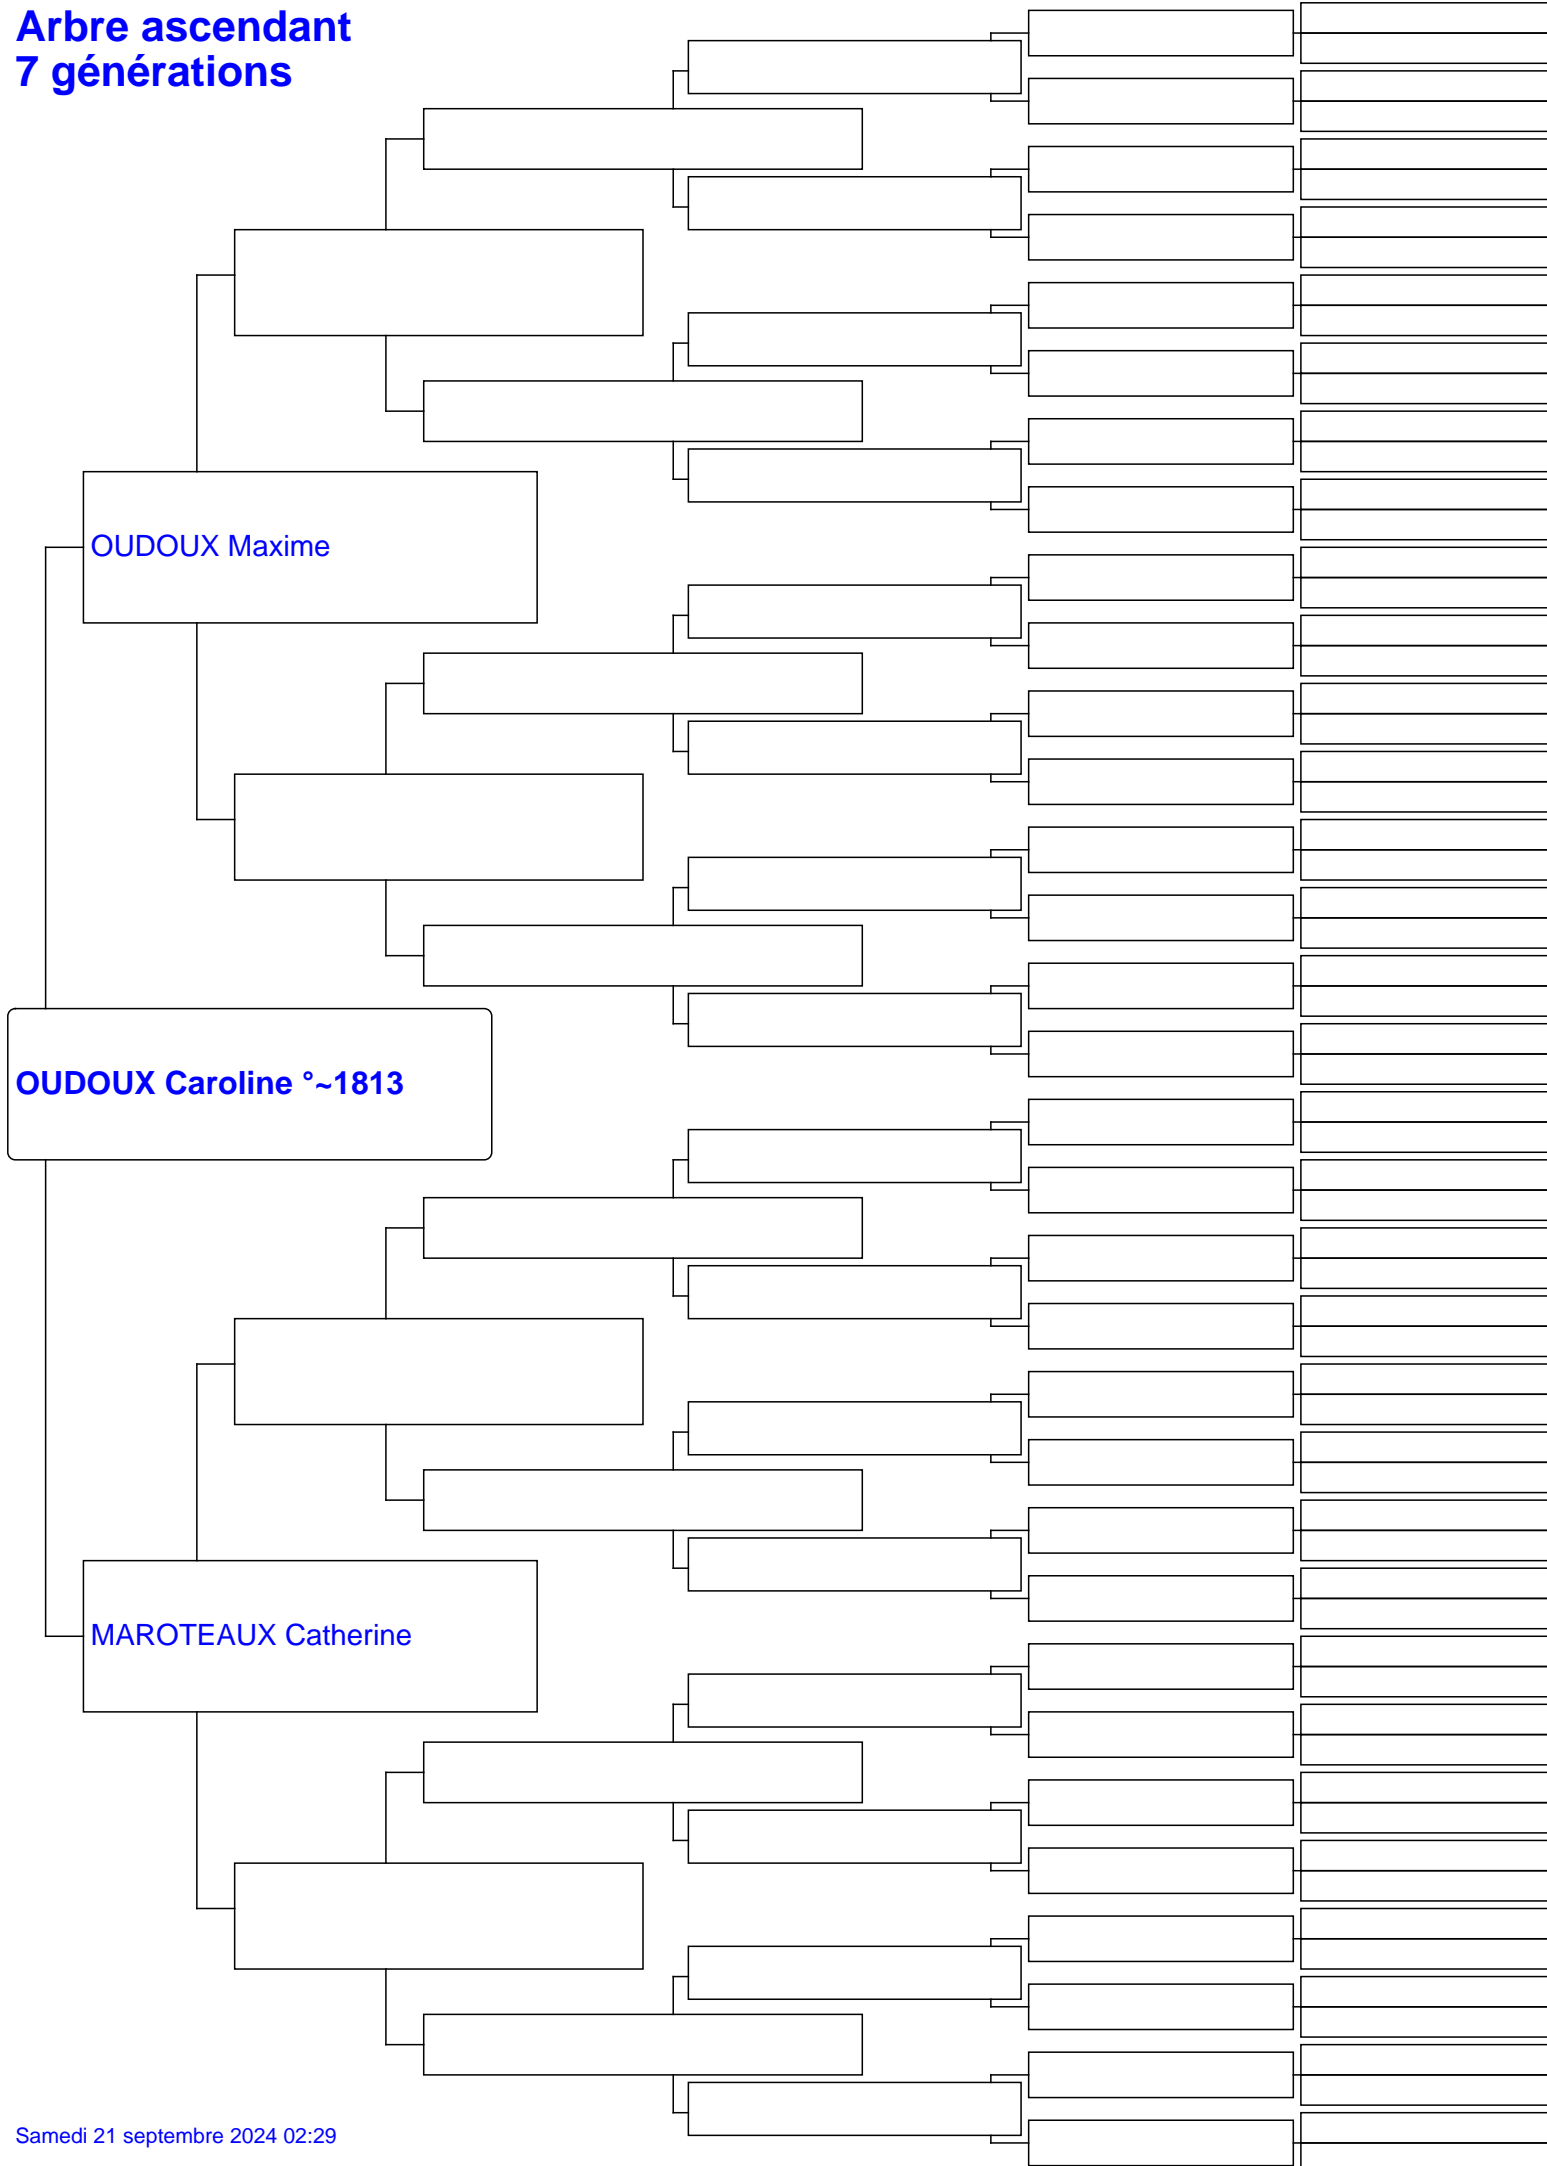 Arbre ascendant
7 générations
OUDOUX Maxime
OUDOUX Caroline °~1813
MAROTEAUX Catherine
Samedi 21 septembre 2024 02:29